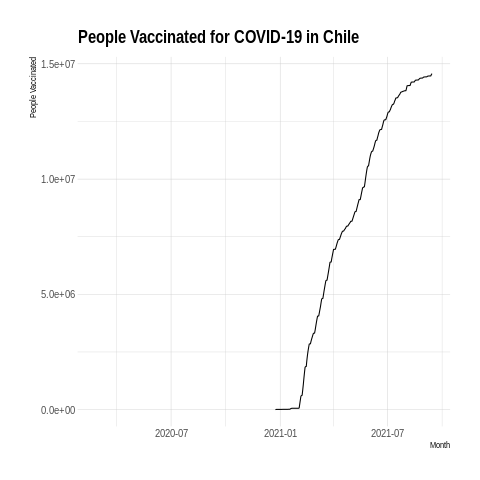 People Vaccinated for COVID-19 in Chile
People Vaccinated
1.5e+07
1.0e+07
5.0e+06
0.0e+00
2020-07 2021-01 2021-07
Month